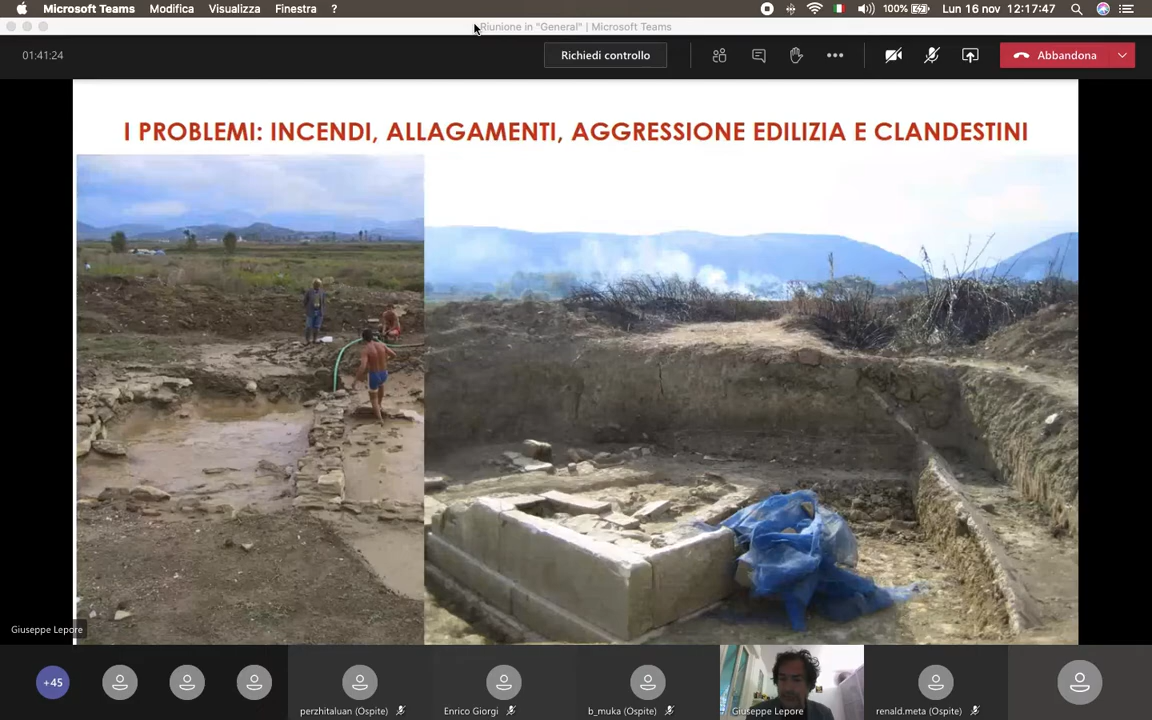 Microsoft Teams Modifica Visualizza Finestra ? 100% Lun 16 nov 12:17:47
Riunione in "General" | Microsoft Teams
01:41:24 Richiedi controllo Abbandona
I PROBLEMI: INCENDI, ALLAGAMENTI, AGGRESSIONE EDILIZIA E CLANDESTINI
Giuseppe Lepore
+45 perzhitaluan (Ospite) Enrico Giorgi b_muka (Ospite) Giuseppe Lepore renald.meta (Ospite)